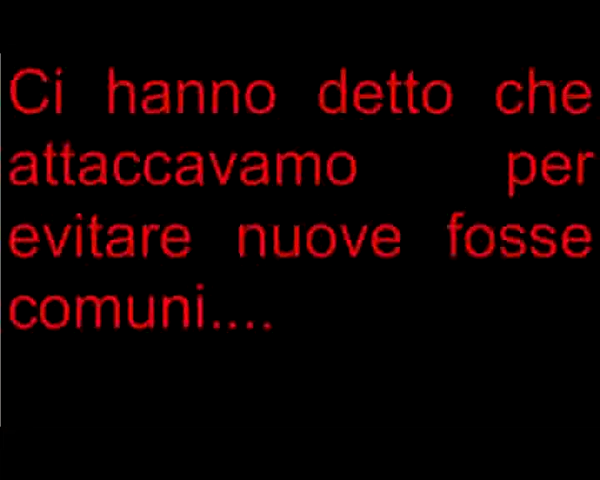 Ci hanno detto che
attaccavamo per
evitare nuove fosse
comuni....